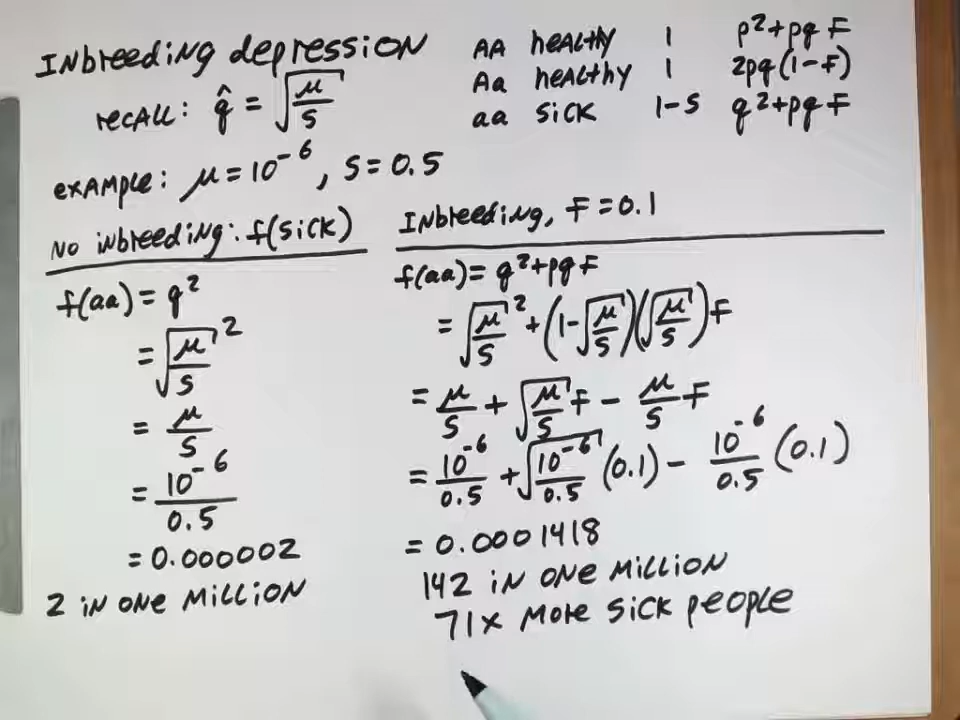 INbreediNg depressioN
recALL: q̂ = √(μ/s)
exAMple: μ = 10⁻⁶, s = 0.5
AA heALthy 1 p² + pq F
Aa heALthy 1 2pq (1-F)
aa siCK 1-s q² + pq F
No iNbreediNg: f(siCK)
f(aa) = q²
= √(μ/s)²
= μ/s
= 10⁻⁶/0.5
= 0.000002
2 iN oNe MiLLioN
INbreediNg, F = 0.1
f(aa) = q² + pq F
= √(μ/s)² + (1-√(μ/s))(√(μ/s)) F
= μ/s + √(μ/s) F - μ/s F
= 10⁻⁶/0.5 + √(10⁻⁶/0.5) (0.1) - 10⁻⁶/0.5 (0.1)
= 0.0001418
142 iN oNe MiLLioN
71x More siCK peopLe